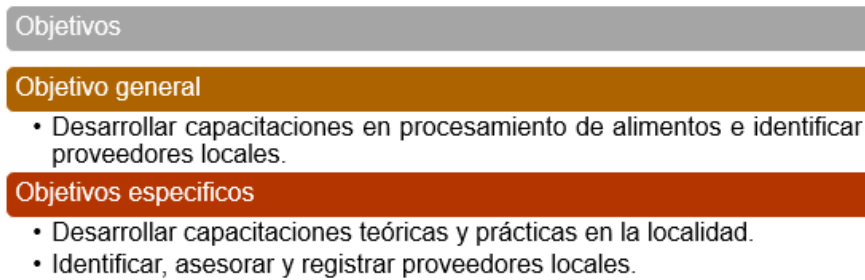 Objetivos
Objetivo general
• Desarrollar capacitaciones en procesamiento de alimentos e identificar
proveedores locales.
Objetivos especificos
• Desarrollar capacitaciones teóricas y prácticas en la localidad.
• Identificar, asesorar y registrar proveedores locales.